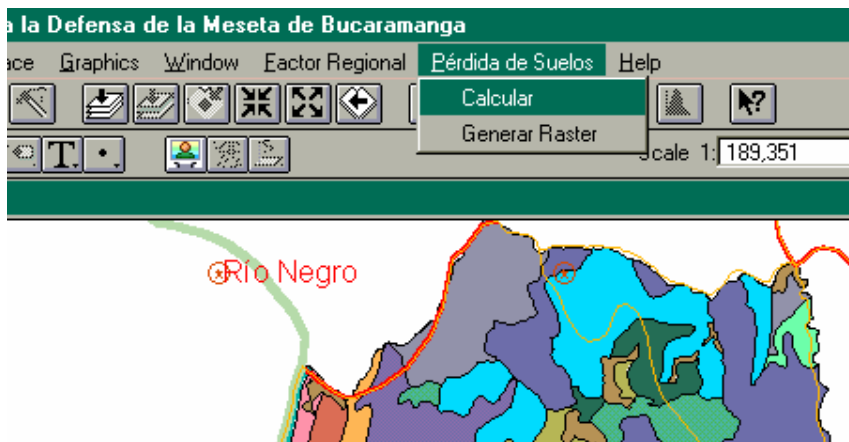 a la Defensa de la Meseta de Bucaramanga
ace Graphics Window Factor Regional Pérdida de Suelos Help
Calcular
Generar Raster
T
Scale 1: 189,351
Río Negro